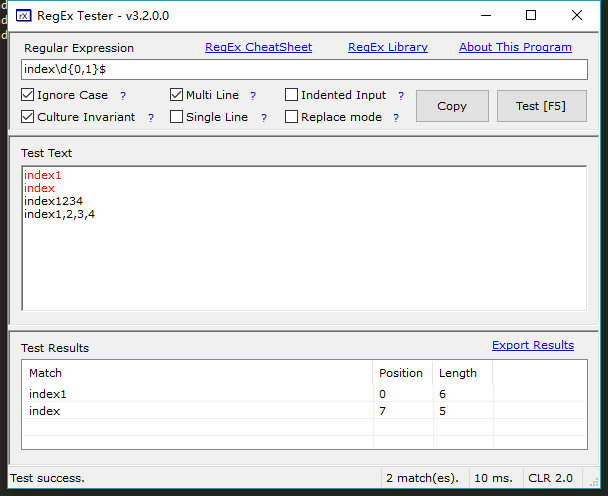 RegEx Tester - v3.2.0.0
Regular Expression RegEx CheatSheet RegEx Library About This Program
index\d{0,1}$
Ignore Case ? Multi Line ? Indented Input ? Copy Test [F5]
Culture Invariant ? Single Line ? Replace mode ?
Test Text
index1
index
index1234
index1,2,3,4
Test Results Export Results
Match Position Length
index1 0 6
index 7 5
Test success. 2 match(es). 10 ms. CLR 2.0